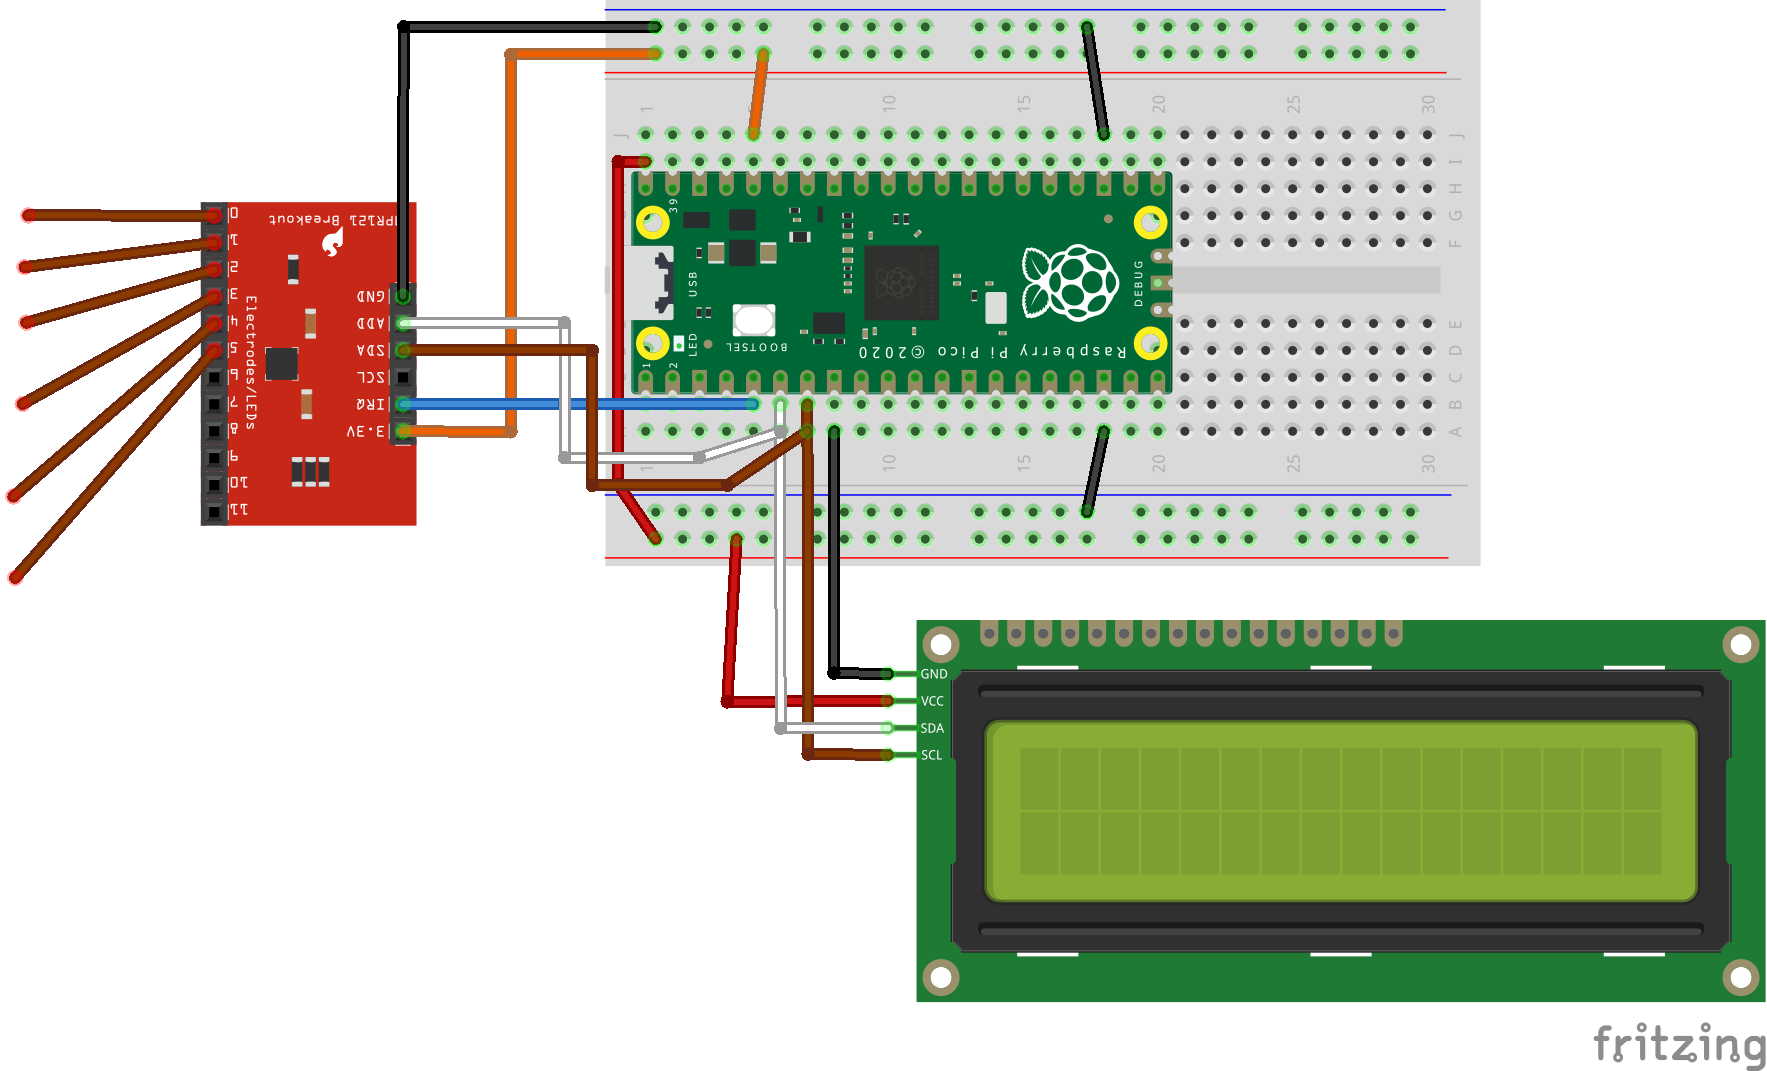 1
5
10
15
20
25
30
J
J
I
H
G
F
E
D
C
B
A
1
10
15
20
25
30
39
1
2
USB
LED
BOOTSEL
Raspberry Pi Pico ©2020
DEBUG
MPR121 Breakout
Electrodes/LEDs
0
1
2
3
4
5
6
7
8
9
10
11
GND
ADD
SDA
SCL
IRQ
3.3V
GND
VCC
SDA
SCL
fritzing